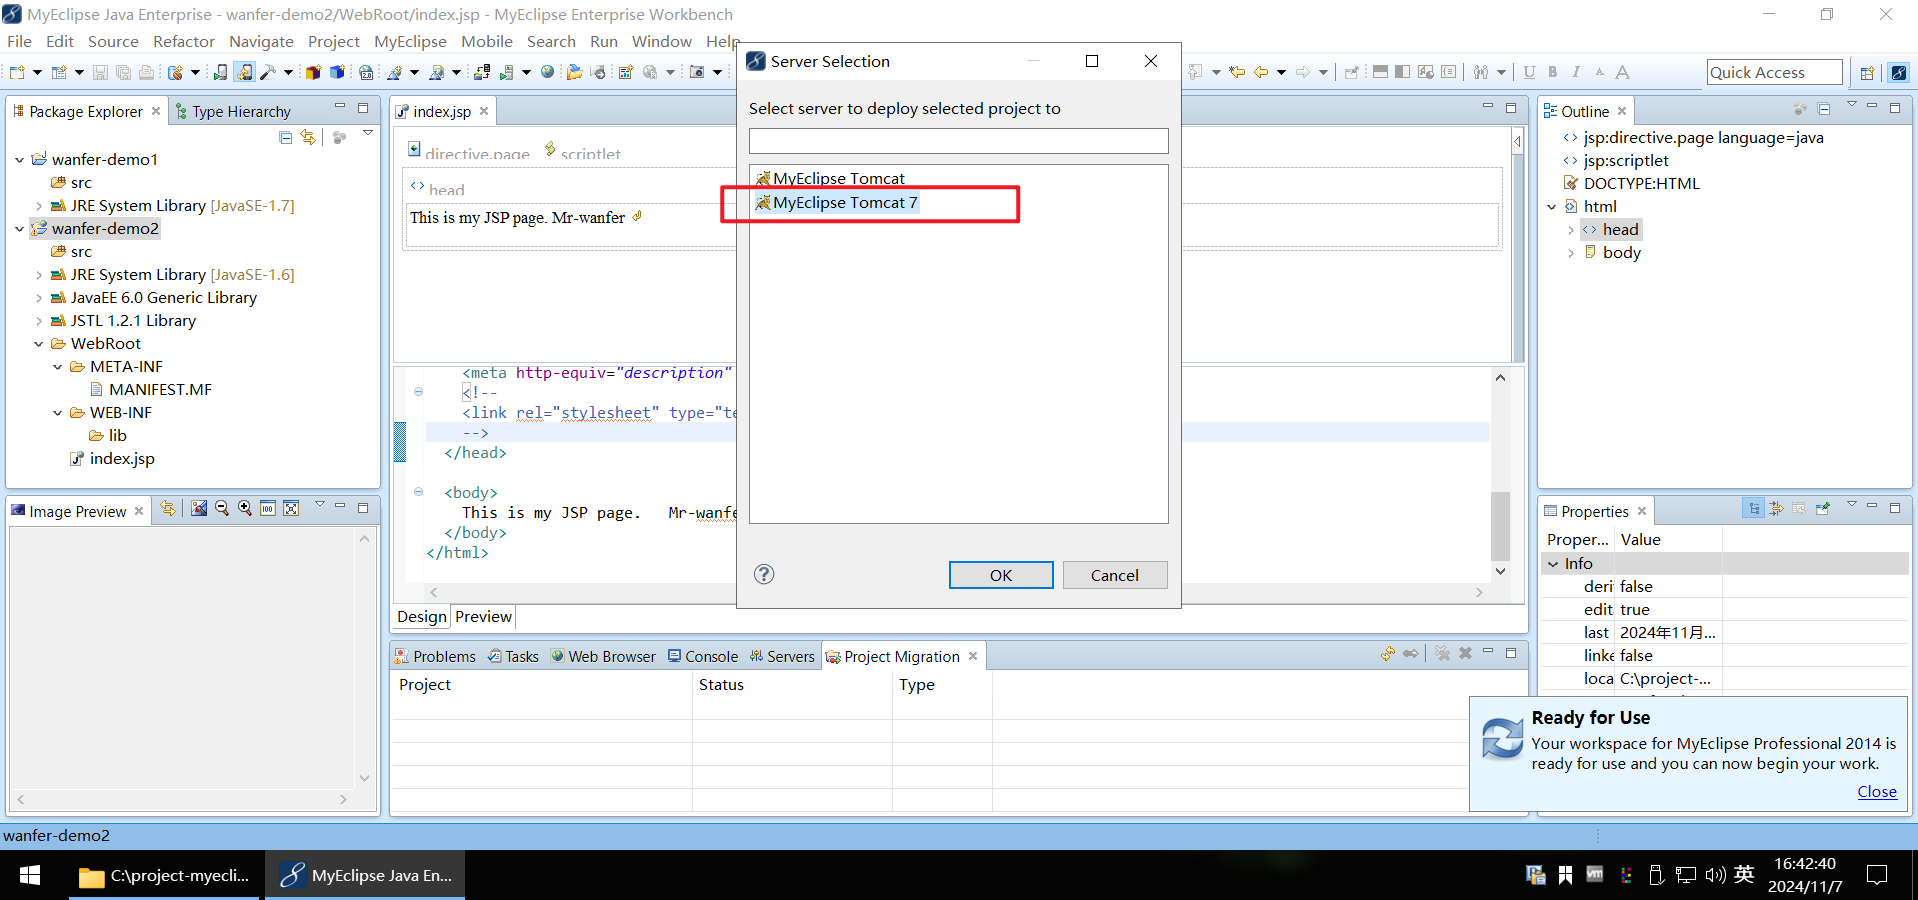 MyEclipse Java Enterprise - wanfer-demo2/WebRoot/index.jsp - MyEclipse Enterprise Workbench
File Edit Source Refactor Navigate Project MyEclipse Mobile Search Run Window Help
Quick Access
Package Explorer
Type Hierarchy
wanfer-demo1
src
JRE System Library [JavaSE-1.7]
wanfer-demo2
src
JRE System Library [JavaSE-1.6]
JavaEE 6.0 Generic Library
JSTL 1.2.1 Library
WebRoot
META-INF
MANIFEST.MF
WEB-INF
lib
index.jsp
Image Preview
index.jsp
directive.page scriptlet
head
This is my JSP page. Mr-wanfer
<meta http-equiv="description"
<!--
<link rel="stylesheet" type="te
-->
</head>
<body>
This is my JSP page.   Mr-wanfe
</body>
</html>
Design Preview
Server Selection
Select server to deploy selected project to
MyEclipse Tomcat
MyEclipse Tomcat 7
OK Cancel
Problems Tasks Web Browser Console Servers Project Migration
Project Status Type
Outline
jsp:directive.page language=java
jsp:scriptlet
DOCTYPE:HTML
html
head
body
Properties
Proper... Value
Info
deri false
edit true
last 2024年11月...
linke false
loca C:\project-...
Ready for Use
Your workspace for MyEclipse Professional 2014 is
ready for use and you can now begin your work.
Close
wanfer-demo2
C:\project-myecli...
MyEclipse Java En...
英
16:42:40
2024/11/7